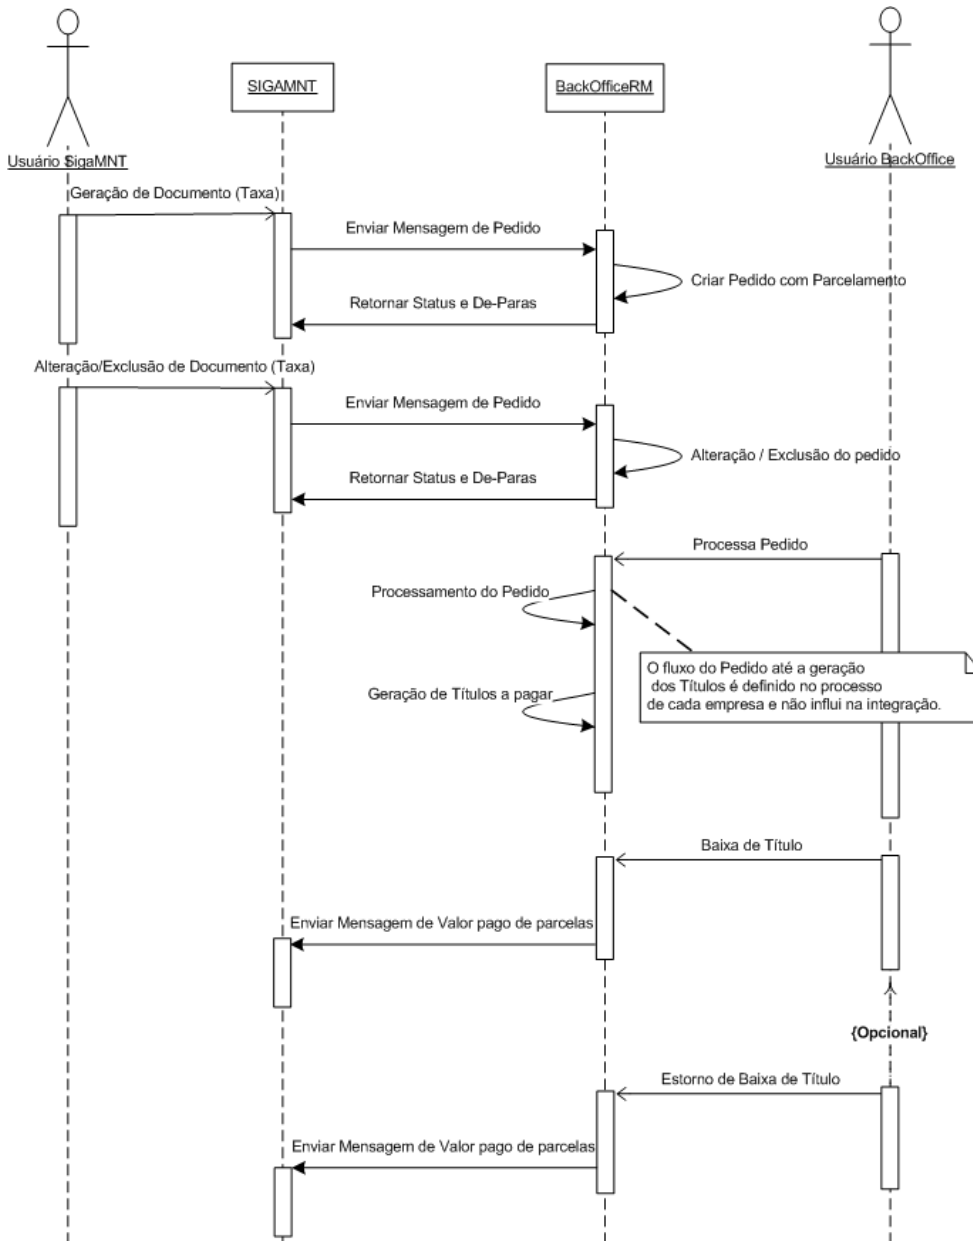 SIGAMNT
BackOfficeRM
Usuário SigaMNT
Usuário BackOffice
Geração de Documento (Taxa)
Enviar Mensagem de Pedido
Criar Pedido com Parcelamento
Retornar Status e De-Paras
Alteração/Exclusão de Documento (Taxa)
Enviar Mensagem de Pedido
Alteração / Exclusão do pedido
Retornar Status e De-Paras
Processa Pedido
Processamento do Pedido
O fluxo do Pedido até a geração
dos Títulos é definido no processo
de cada empresa e não influi na integração.
Geração de Títulos a pagar
Baixa de Título
Enviar Mensagem de Valor pago de parcelas
{Opcional}
Estorno de Baixa de Título
Enviar Mensagem de Valor pago de parcelas